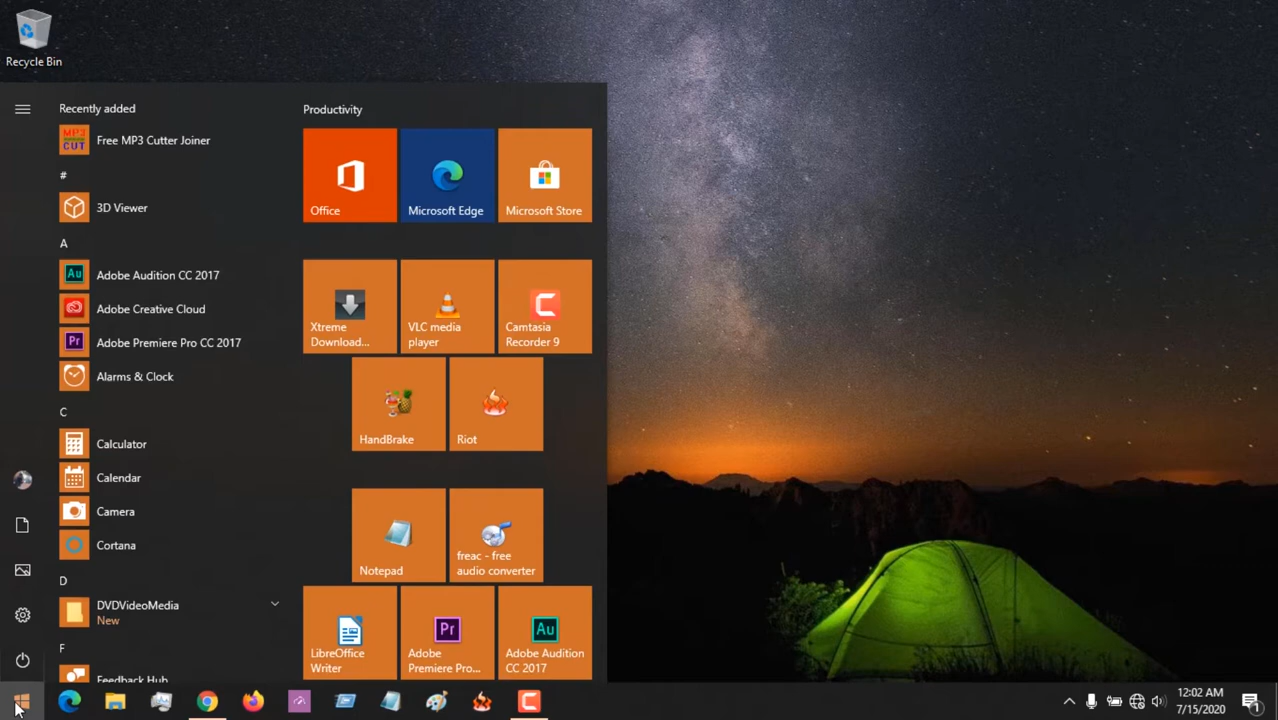 Recycle Bin
Recently added
MP3
CUT
Free MP3 Cutter Joiner
#
3D Viewer
A
Au
Adobe Audition CC 2017
Adobe Creative Cloud
Pr
Adobe Premiere Pro CC 2017
Alarms & Clock
C
Calculator
Calendar
Camera
Cortana
D
DVDVideoMedia
New
F
Feedback Hub
Productivity
Office
Microsoft Edge
Microsoft Store
Xtreme
Download...
VLC media
player
Camtasia
Recorder 9
HandBrake
Riot
Notepad
freac - free
audio converter
LibreOffice
Writer
Pr
Adobe
Premiere Pro...
Au
Adobe Audition
CC 2017
12:02 AM
7/15/2020
1